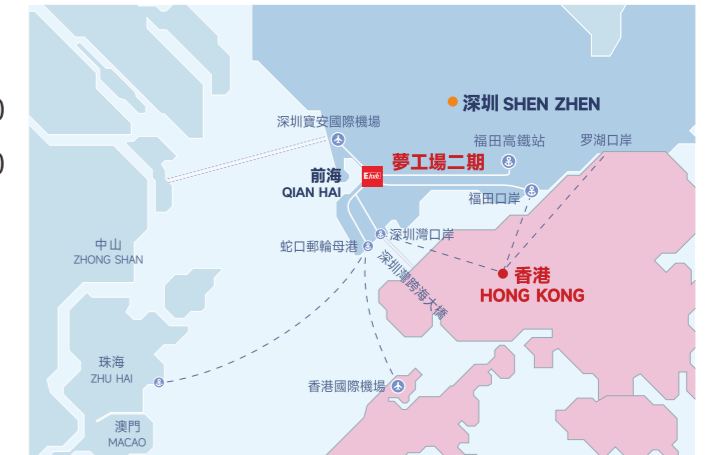 深圳 SHEN ZHEN
深圳寶安國際機場
福田高鐵站
罗湖口岸
夢工場二期
前海
QIAN HAI
福田口岸
深圳灣口岸
蛇口郵輪母港
中山
ZHONG SHAN
深圳灣跨海大橋
香港
HONG KONG
珠海
ZHU HAI
香港國際機場
澳門
MACAO